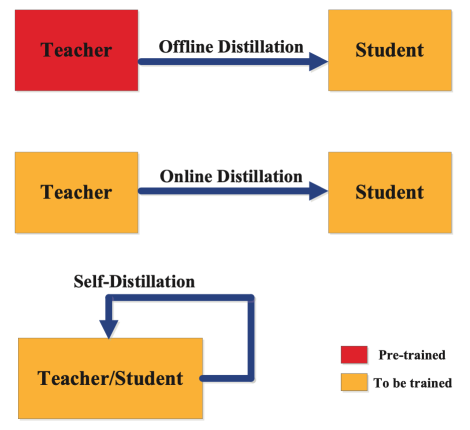 Teacher
Offline Distillation
Student
Teacher
Online Distillation
Student
Self-Distillation
Teacher/Student
Pre-trained
To be trained